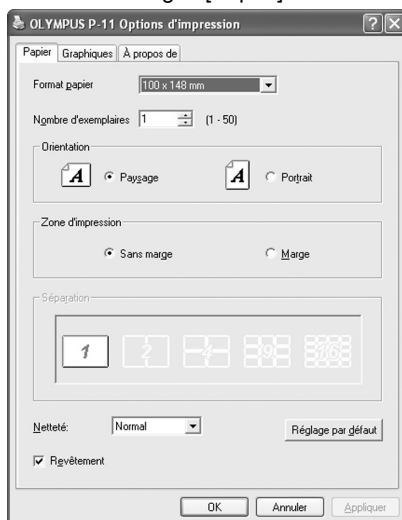 OLYMPUS P-11 Options d'impression
Papier Graphiques À propos de
Format papier 100 x 148 mm
Nombre d'exemplaires 1 (1 - 50)
Orientation
A Paysage A Portrait
Zone d'impression
Sans marge Marge
Séparation
1 2 4 9 16
Netteté: Normal Réglage par défaut
Revêtement
OK Annuler Appliquer